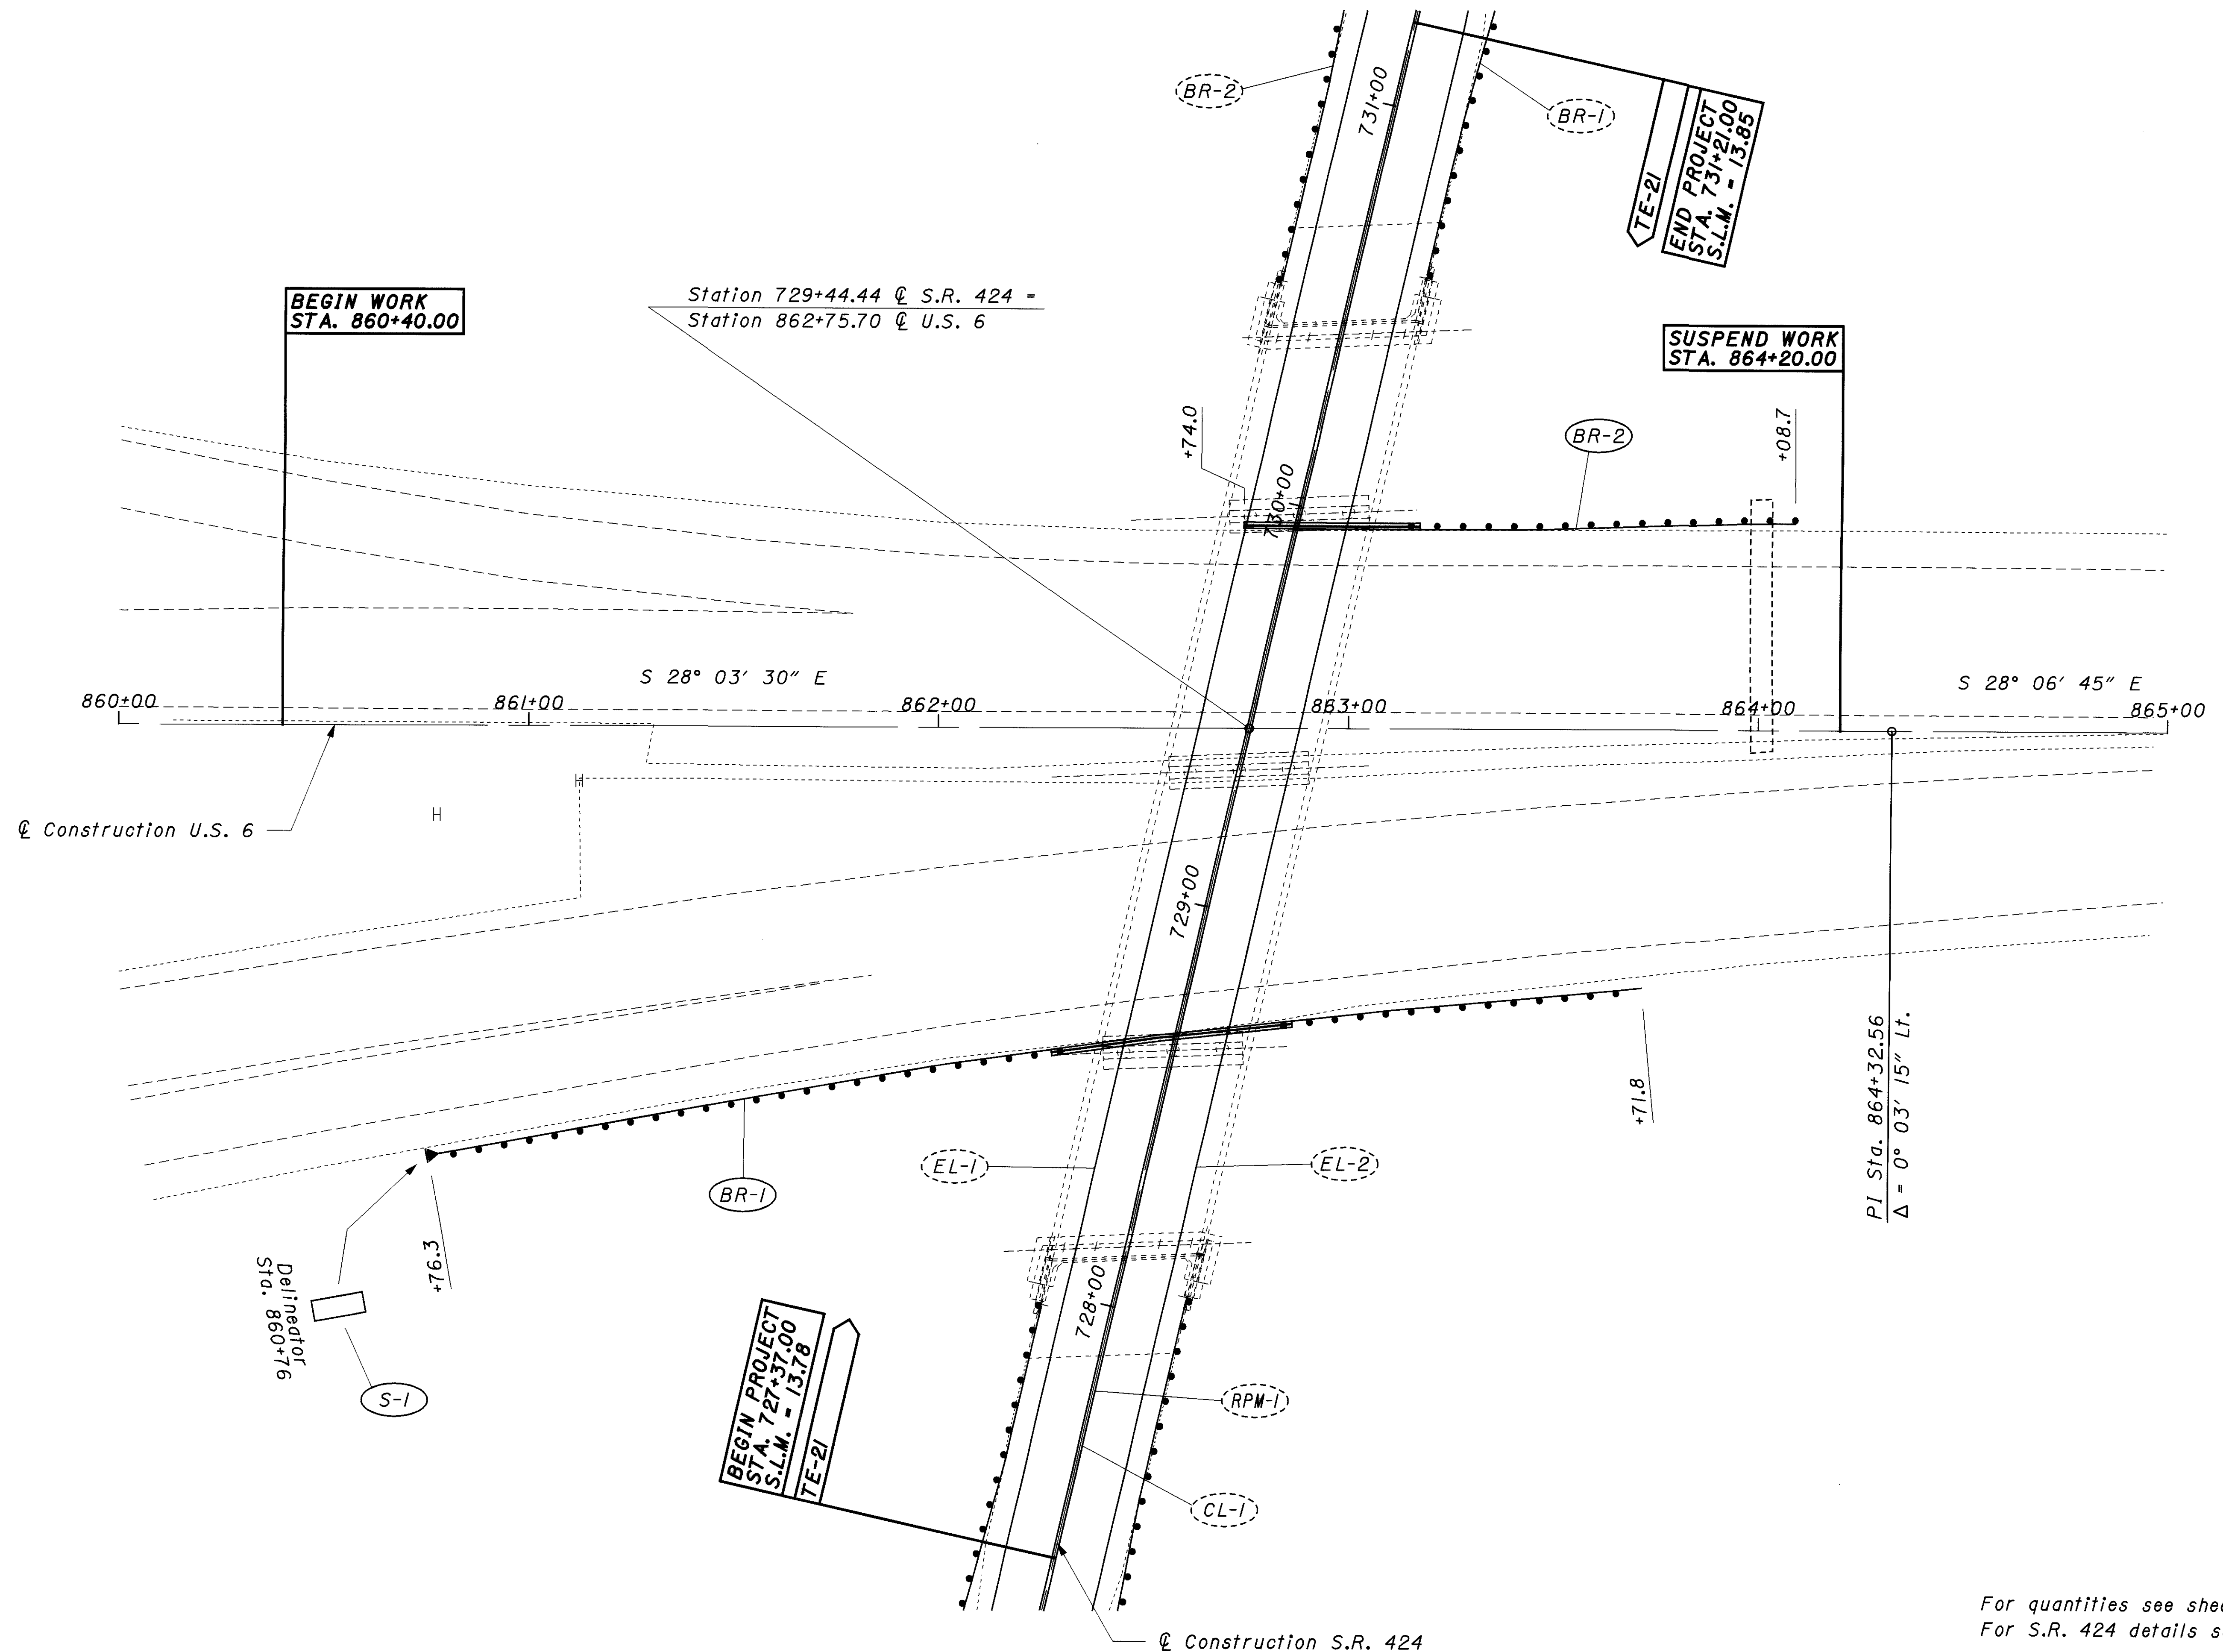 BR-2
731+00
BR-1
TE-21
END PROJECT
STA. 731+21.00
S.L.M. = 13.85
BEGIN WORK
STA. 860+40.00
Station 729+44.44 ℄ S.R. 424 =
Station 862+75.70 ℄ U.S. 6
SUSPEND WORK
STA. 864+20.00
+74.0
BR-2
+08.7
730+00
S 28° 03' 30" E
S 28° 06' 45" E
860+00
861+00
862+00
863+00
864+00
865+00
H
H
℄ Construction U.S. 6
729+00
PI Sta. 864+32.56
Δ = 0° 03' 15" Lt.
+71.8
EL-1
EL-2
BR-1
+76.3
Delineator
Sta. 860+76
S-1
728+00
BEGIN PROJECT
STA. 727+37.00
S.L.M. = 13.78
TE-21
RPM-1
CL-1
℄ Construction S.R. 424
For quantities see
For S.R. 424 details